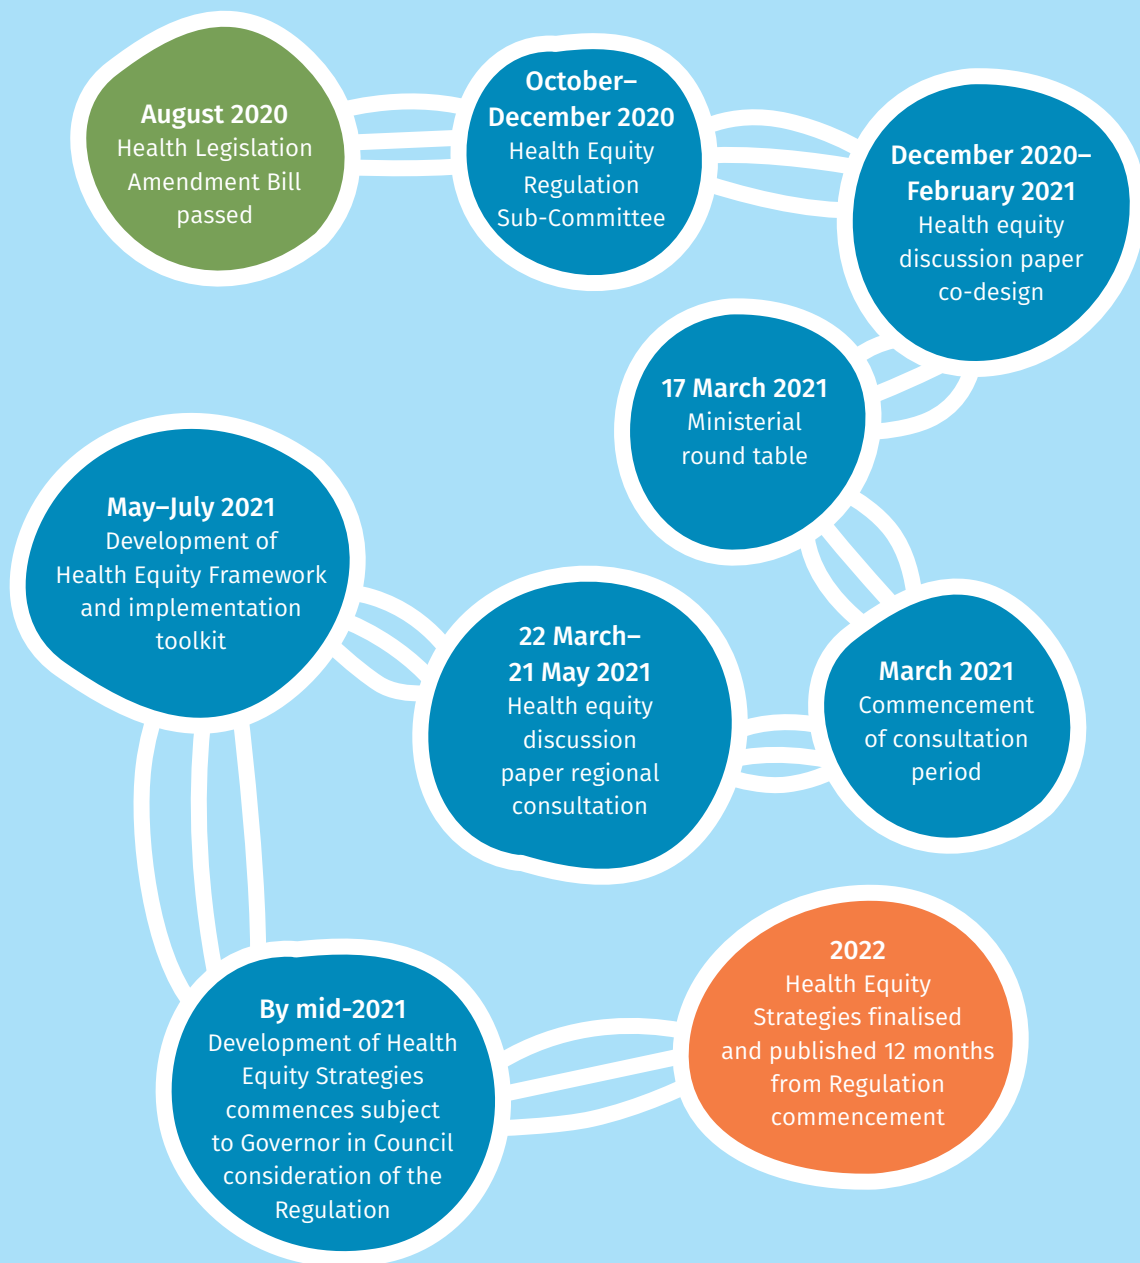 August 2020
Health Legislation
Amendment Bill
passed
October–
December 2020
Health Equity
Regulation
Sub-Committee
December 2020–
February 2021
Health equity
discussion paper
co-design
17 March 2021
Ministerial
round table
March 2021
Commencement
of consultation
period
22 March–
21 May 2021
Health equity
discussion
paper regional
consultation
May–July 2021
Development of
Health Equity Framework
and implementation
toolkit
By mid-2021
Development of Health
Equity Strategies
commences subject
to Governor in Council
consideration of the
Regulation
2022
Health Equity
Strategies finalised
and published 12 months
from Regulation
commencement